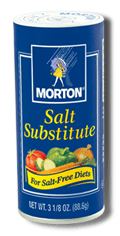 MORTON®
Salt
Substitute
For Salt-Free Diets
NET WT. 3 1/8 OZ. (88.6g)